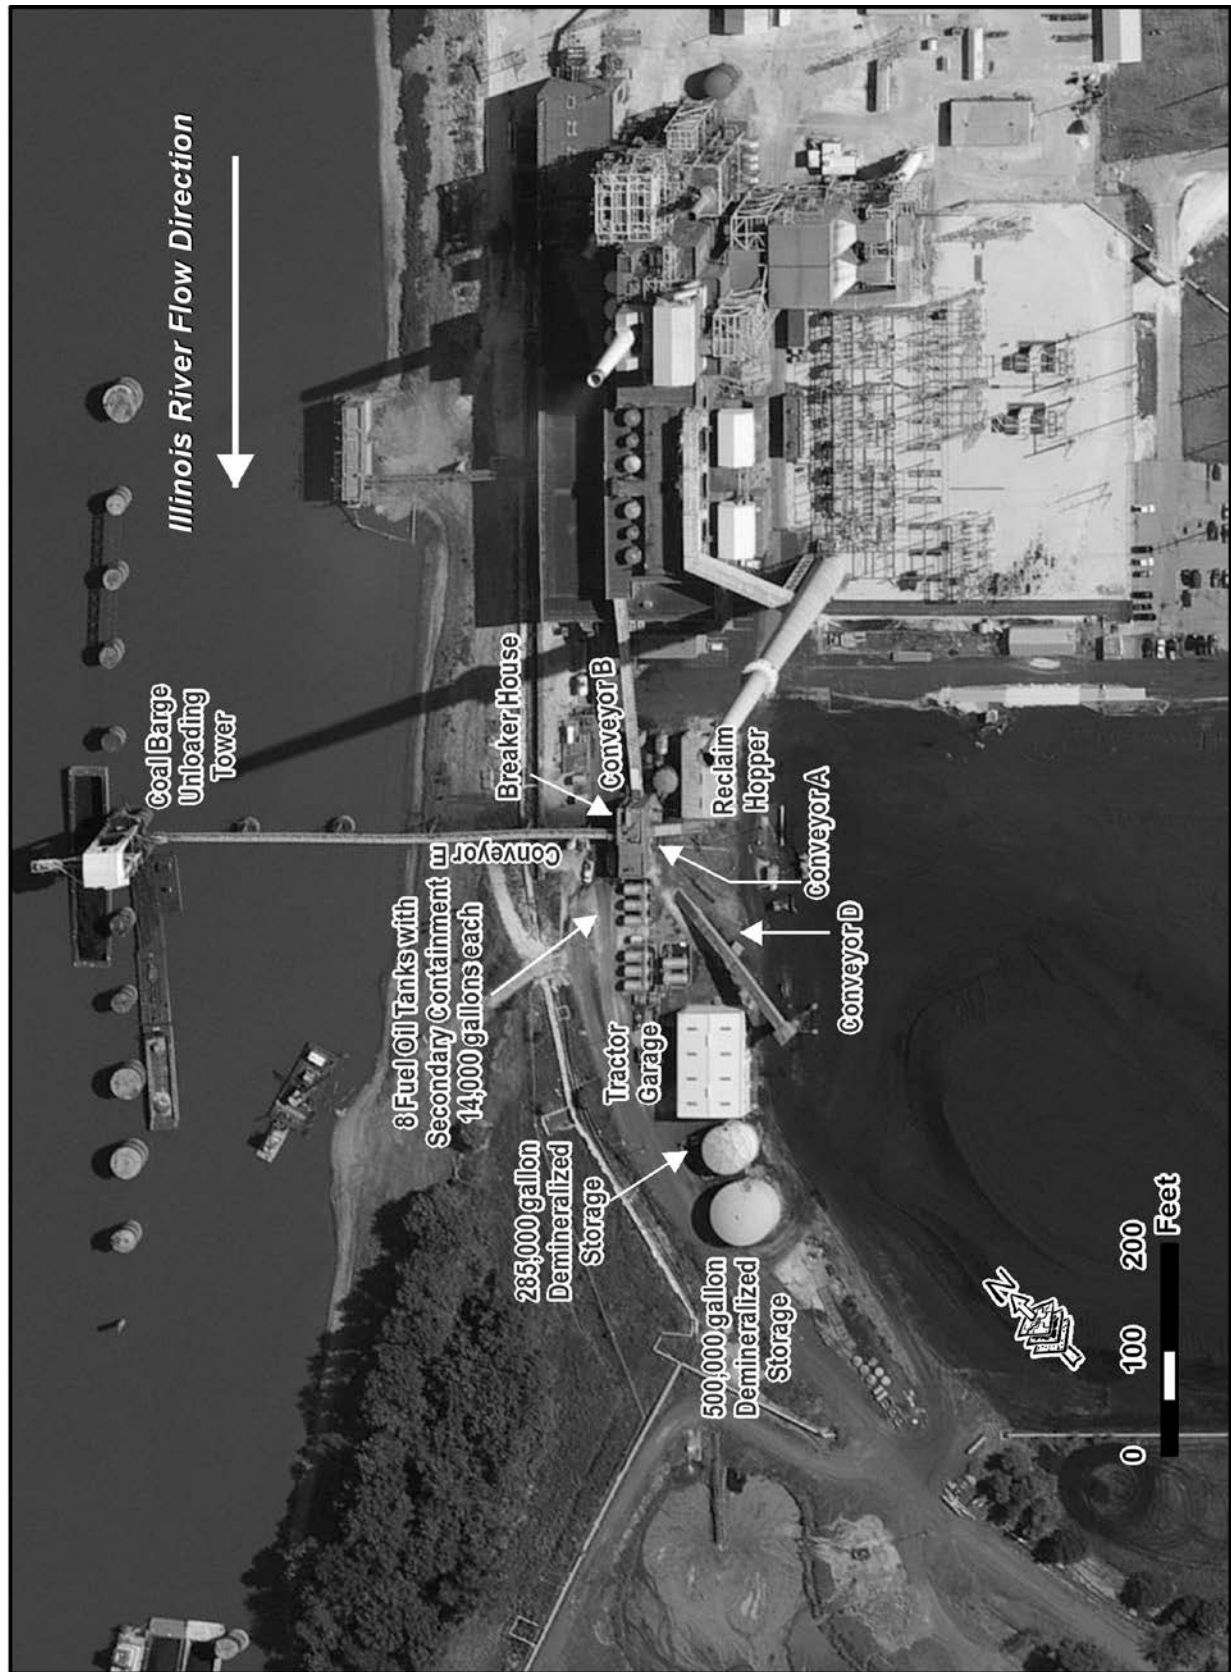 Illinois River Flow Direction
Coal Barge
Unloading
Tower
8 Fuel Oil Tanks with
Secondary Containment
14,000 gallons each
Conveyor E
Breaker House
285,000 gallon
Demineralized
Storage
Conveyor B
Tractor
Garage
500,000 gallon
Demineralized
Storage
Reclaim
Hopper
Conveyor A
Conveyor D
N
0 100 200
Feet